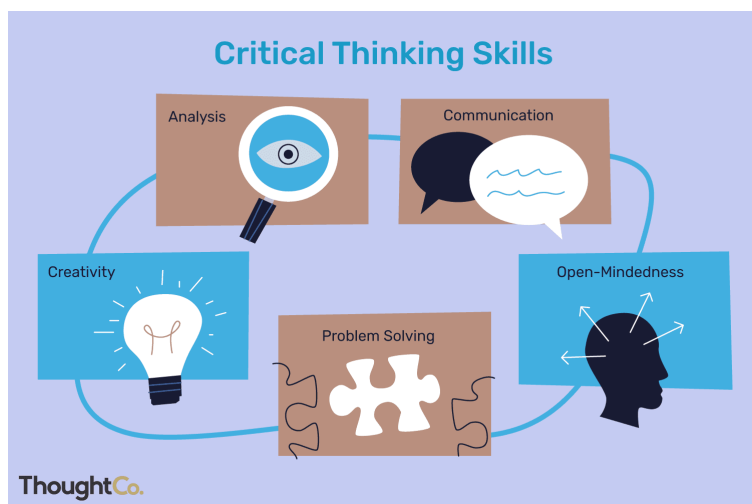 Critical Thinking Skills
Analysis
Communication
Creativity
Open-Mindedness
Problem Solving
ThoughtCo.